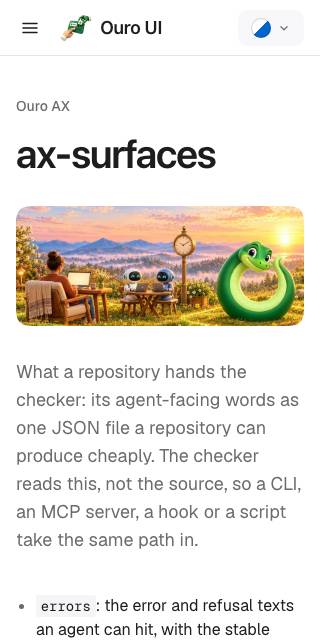 Ouro UI
Ouro AX
ax-surfaces
What a repository hands the
checker: its agent-facing words as
one JSON file a repository can
produce cheaply. The checker
reads this, not the source, so a CLI,
an MCP server, a hook or a script
take the same path in.
• errors: the error and refusal texts
an agent can hit, with the stable